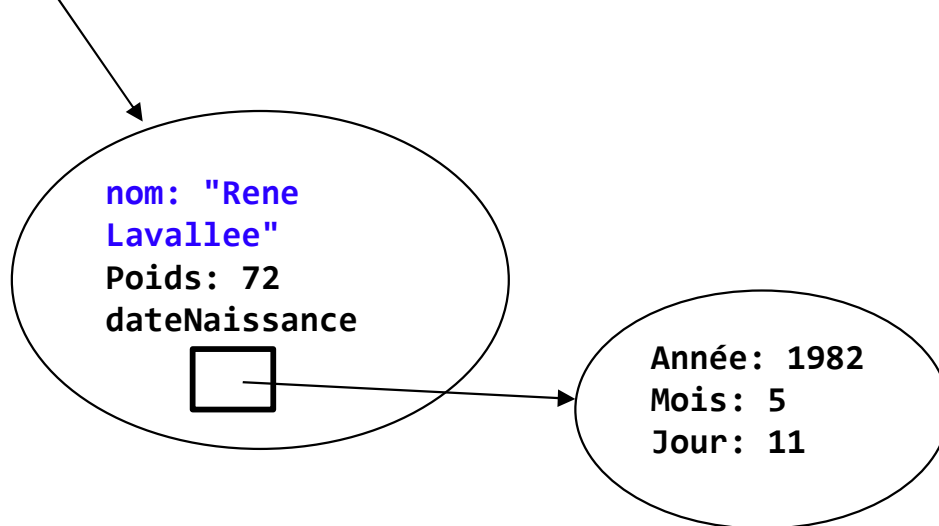 nom: "Rene
Lavallee"
Poids: 72
dateNaissance
Année: 1982
Mois: 5
Jour: 11